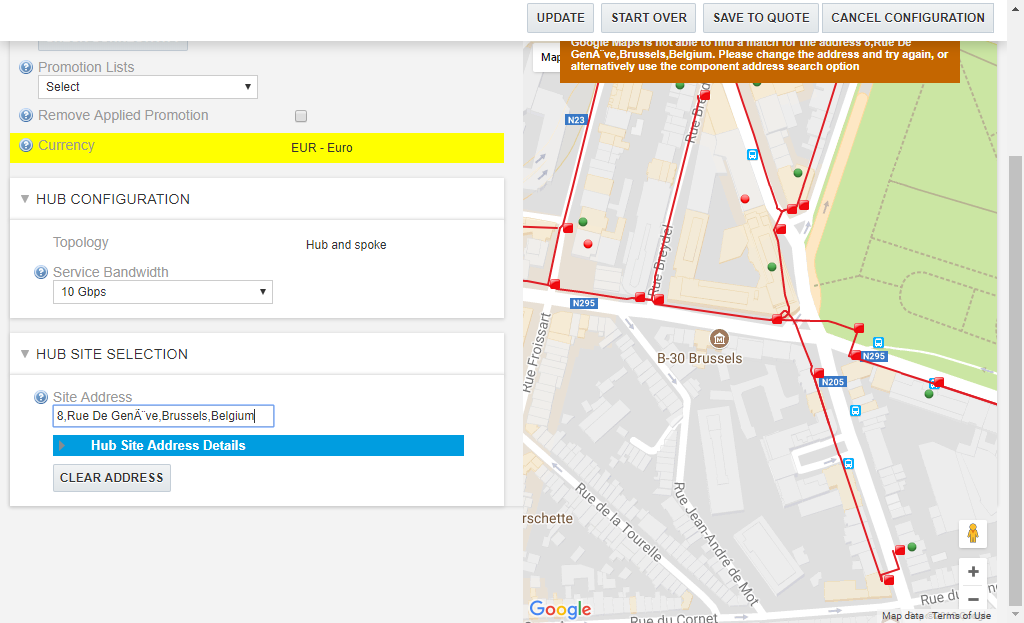 UPDATE
START OVER
SAVE TO QUOTE
CANCEL CONFIGURATION
Promotion Lists
Select
Remove Applied Promotion
Currency
EUR - Euro
HUB CONFIGURATION
Topology
Hub and spoke
Service Bandwidth
10 Gbps
HUB SITE SELECTION
Site Address
8,Rue De GenÃ¨ve,Brussels,Belgium
Hub Site Address Details
CLEAR ADDRESS
Map
Google Maps is not able to find a match for the address 8,Rue De
GenÃ¨ve,Brussels,Belgium. Please change the address and try again, or
alternatively use the component address search option
N23
Rue Breydel
N295
B-30 Brussels
Rue Froissart
N295
N205
rschette
Rue de la Tourelle
Rue Jean-André de Mot
Rue du Cornet
Rue du
Google
Map data
Terms of Use